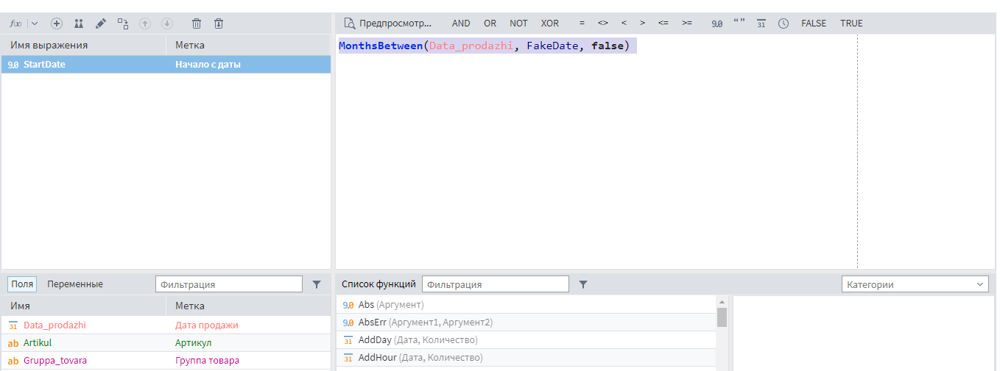 f(x) Предпросмотр... AND OR NOT XOR = <> < > <= >= 9.0 “ ” 31 FALSE TRUE
Имя выражения Метка
MonthsBetween(Data_prodazhi, FakeDate, false)
9.0 StartDate Начало с даты
Поля Переменные Фильтрация
Список функций Фильтрация Категории
Имя Метка
31 Data_prodazhi Дата продажи
ab Artikul Артикул
ab Gruppa_tovara Группа товара
9.0 Abs (Аргумент)
9.0 AbsErr (Аргумент1, Аргумент2)
31 AddDay (Дата, Количество)
31 AddHour (Дата, Количество)